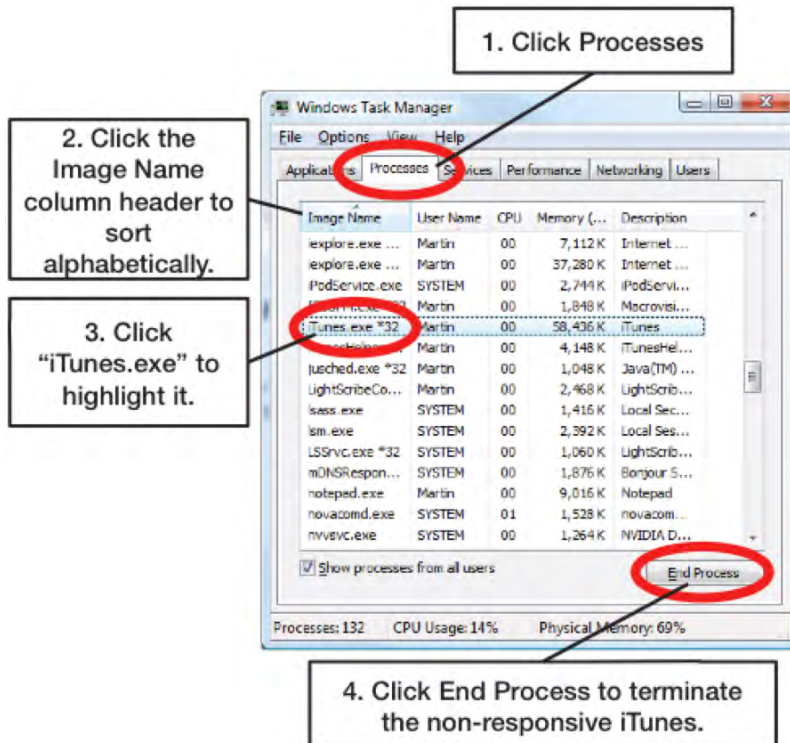 1. Click Processes
2. Click the
Image Name
column header to
sort
alphabetically.
3. Click
“iTunes.exe” to
highlight it.
Windows Task Manager
File Options View Help
Applications Processes Services Performance Networking Users
Image Name User Name CPU Memory (... Description
iexplore.exe ... Martin 00 7,112 K Internet ...
iexplore.exe ... Martin 00 37,280 K Internet ...
iPodService.exe SYSTEM 00 2,744 K iPodServi...
*32 Martin 00 1,848 K Macrovisi...
iTunes.exe *32 Martin 00 58,436 K iTunes
Martin 00 4,148 K iTunesHel...
jusched.exe *32 Martin 00 1,048 K Java(TM) ...
LightScribeCo... Martin 00 2,468 K LightScrib...
lsass.exe SYSTEM 00 1,416 K Local Sec...
lsm.exe SYSTEM 00 2,392 K Local Ses...
LSSrvc.exe *32 SYSTEM 00 1,060 K LightScrib...
mDNSRespon... SYSTEM 00 1,876 K Bonjour S...
notepad.exe Martin 00 9,016 K Notepad
novacomd.exe SYSTEM 01 1,528 K novacom...
nvvsvc.exe SYSTEM 00 1,264 K NVIDIA D...
Show processes from all users
End Process
Processes: 132 CPU Usage: 14% Physical Memory: 69%
4. Click End Process to terminate
the non-responsive iTunes.